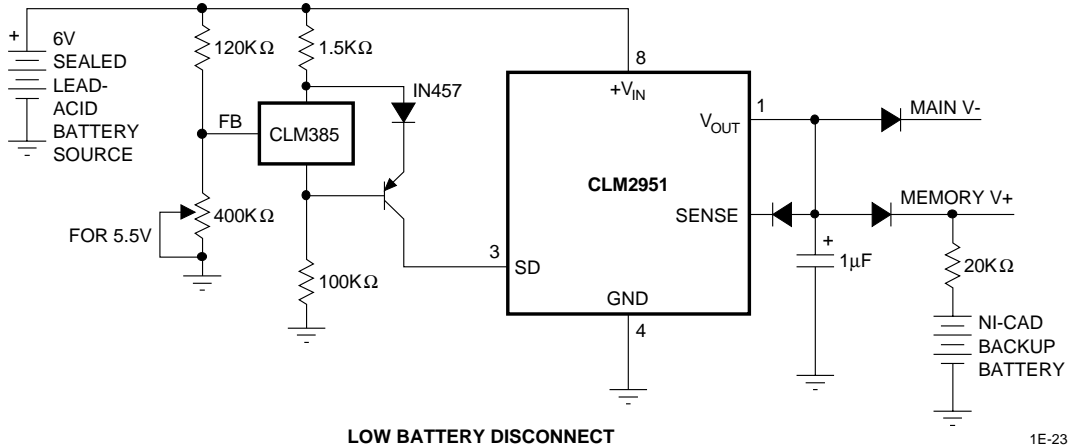 +
6V
SEALED
LEAD-
ACID
BATTERY
SOURCE
120KΩ
1.5KΩ
IN457
FB
CLM385
400KΩ
FOR 5.5V
100KΩ
8
+VIN
1
VOUT
MAIN V-
CLM2951
SENSE
MEMORY V+
3
SD
+
1µF
20KΩ
GND
4
NI-CAD
BACKUP
BATTERY
LOW BATTERY DISCONNECT
1E-23